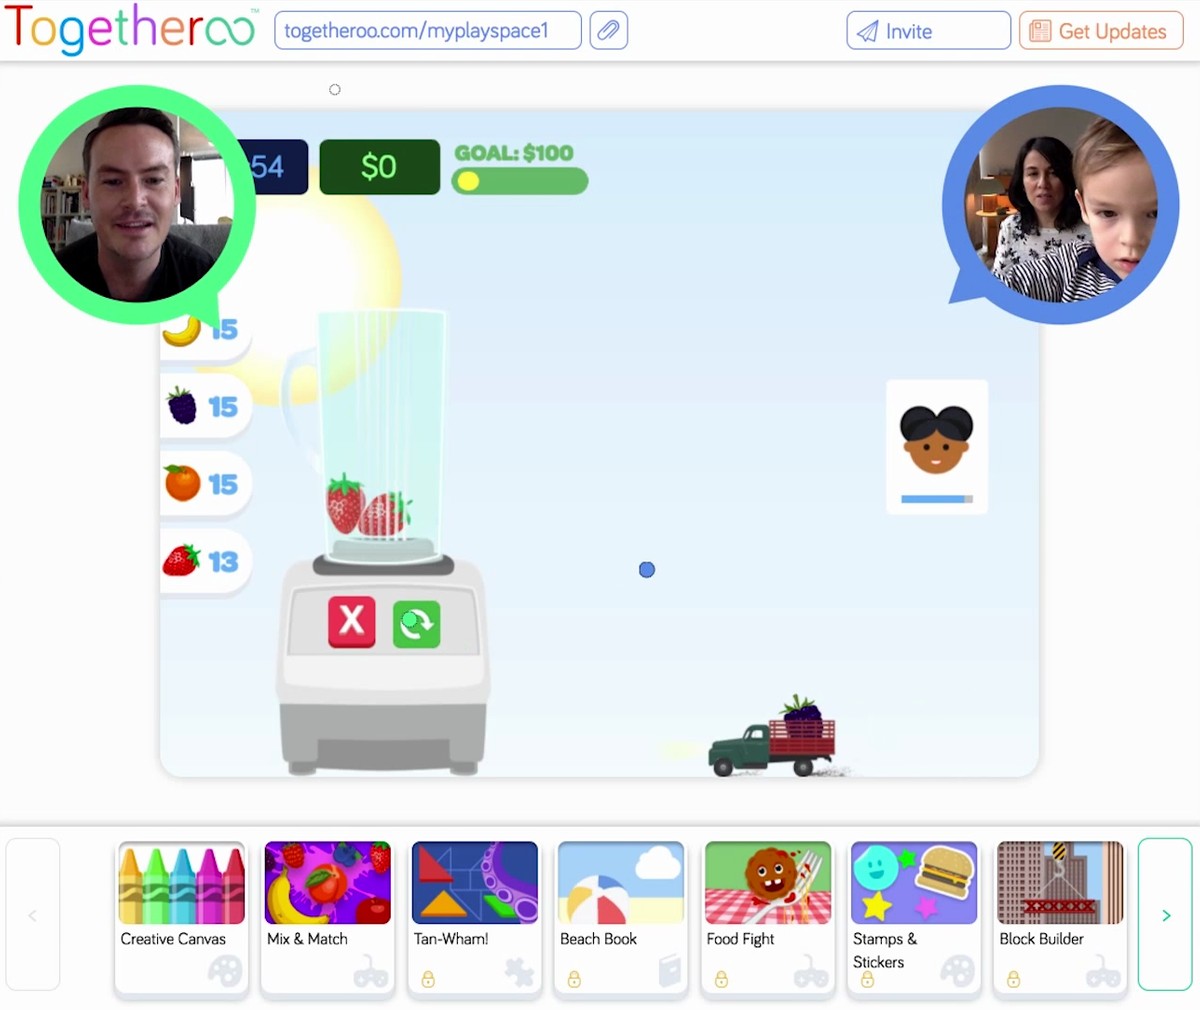 Togetheroo™
togetheroo.com/myplayspace1
Invite
Get Updates
54
$0
GOAL: $100
15
15
15
13
X
Creative Canvas
Mix & Match
Tan-Wham!
Beach Book
Food Fight
Stamps &
Stickers
Block Builder